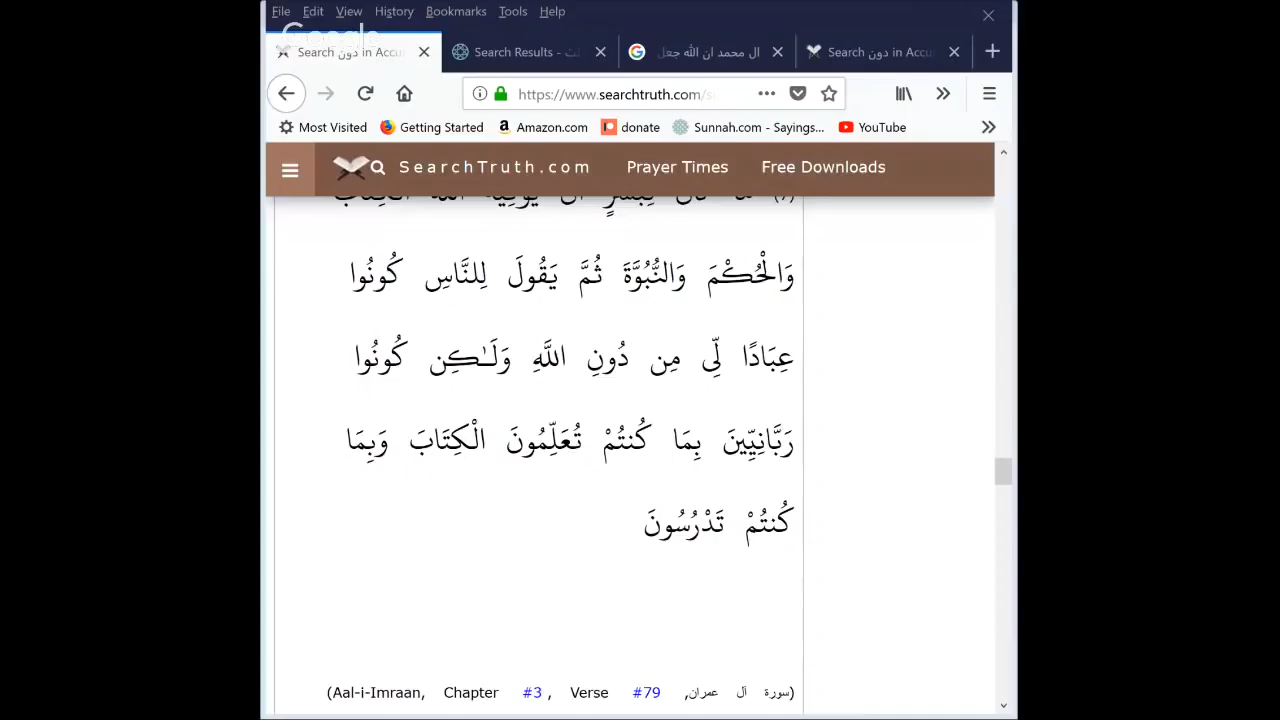 File Edit View History Bookmarks Tools Help
Google
Search دون in Accu
Search Results -
ال محمد ان الله جعل
Search دون in Accu
https://www.searchtruth.com/s
Most Visited Getting Started Amazon.com donate Sunnah.com - Sayings... YouTube
SearchTruth.com Prayer Times Free Downloads
وَالْحُكْمَ وَالنُّبُوَّةَ ثُمَّ يَقُولَ لِلنَّاسِ كُونُوا
عِبَادًا لِّي مِن دُونِ اللَّهِ وَلَـٰكِن كُونُوا
رَبَّانِيِّينَ بِمَا كُنتُمْ تُعَلِّمُونَ الْكِتَابَ وَبِمَا
كُنتُمْ تَدْرُسُونَ
(Aal-i-Imraan, Chapter #3, Verse #79 سورة آل عمران,)